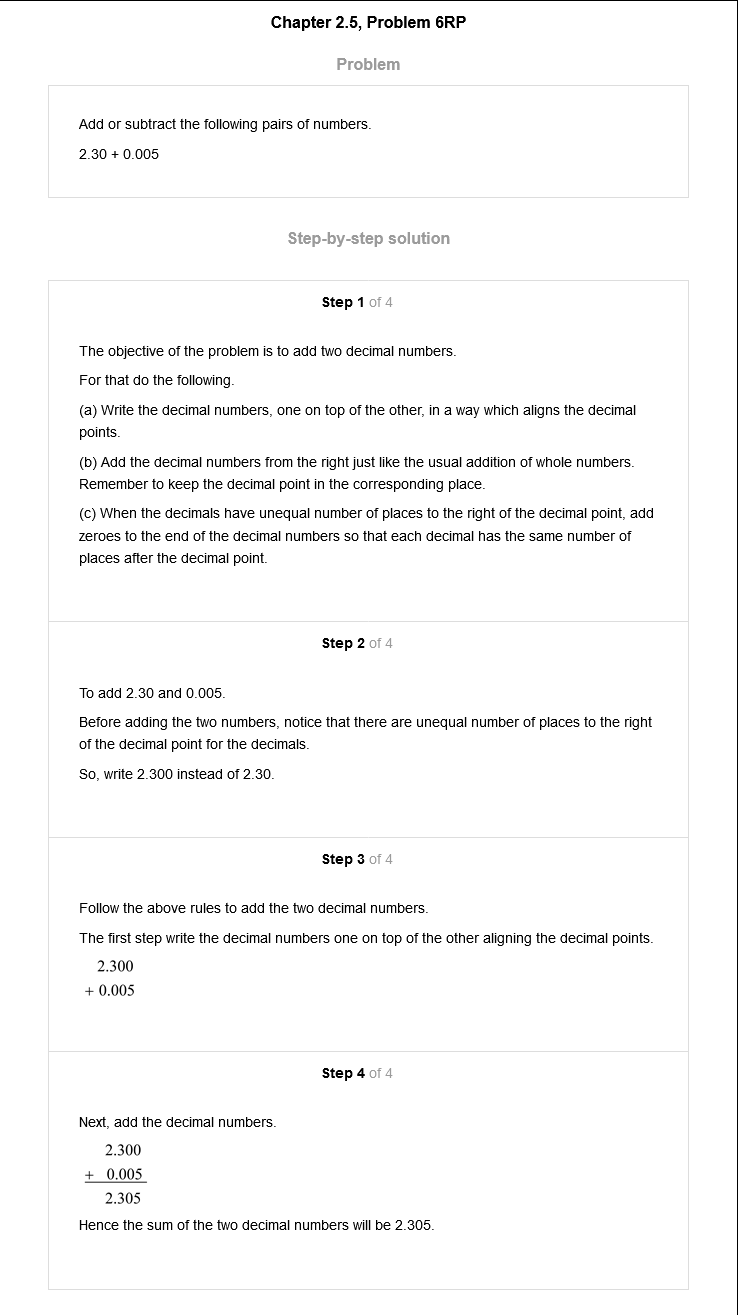 Chapter 2.5, Problem 6RP
Problem
Add or subtract the following pairs of numbers.
2.30 + 0.005
Step-by-step solution
Step 1 of 4
The objective of the problem is to add two decimal numbers.
For that do the following.
(a) Write the decimal numbers, one on top of the other, in a way which aligns the decimal
points.
(b) Add the decimal numbers from the right just like the usual addition of whole numbers.
Remember to keep the decimal point in the corresponding place.
(c) When the decimals have unequal number of places to the right of the decimal point, add
zeroes to the end of the decimal numbers so that each decimal has the same number of
places after the decimal point.
Step 2 of 4
To add 2.30 and 0.005.
Before adding the two numbers, notice that there are unequal number of places to the right
of the decimal point for the decimals.
So, write 2.300 instead of 2.30.
Step 3 of 4
Follow the above rules to add the two decimal numbers.
The first step write the decimal numbers one on top of the other aligning the decimal points.
2.300
+ 0.005
Step 4 of 4
Next, add the decimal numbers.
2.300
+ 0.005
2.305
Hence the sum of the two decimal numbers will be 2.305.